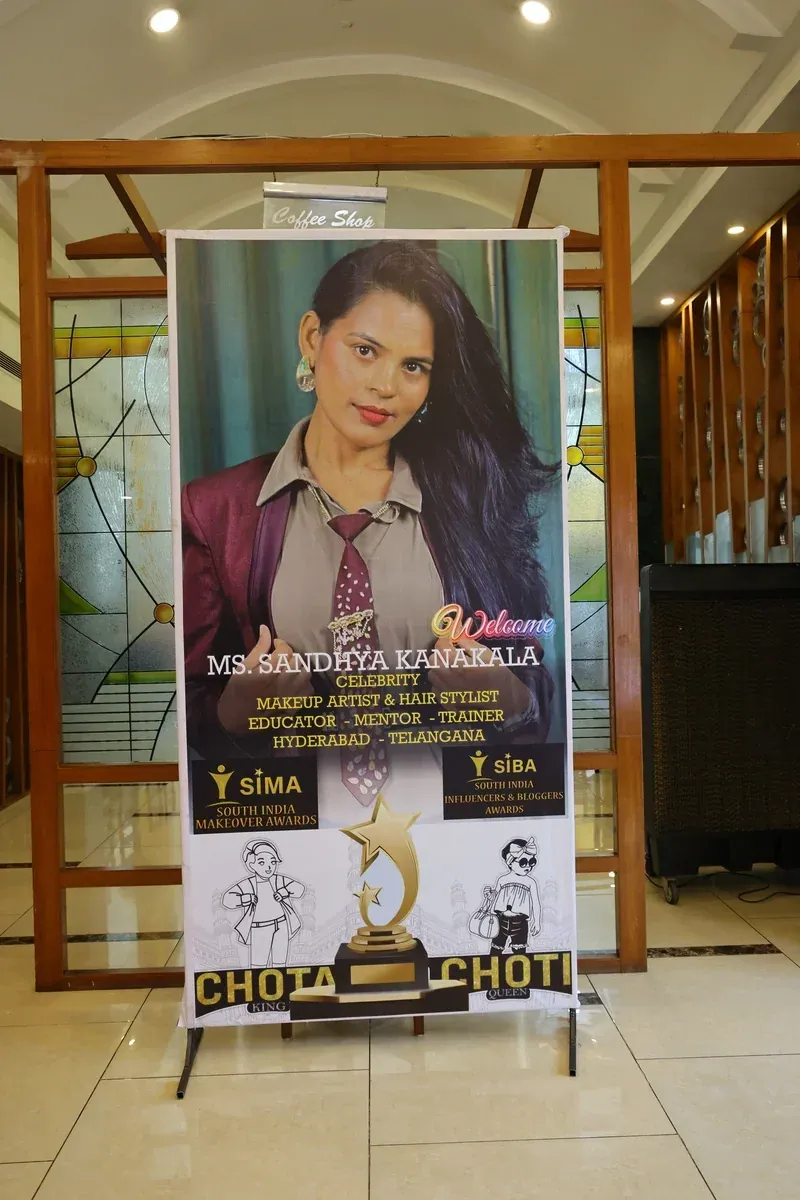 Coffee Shop
Welcome
MS. SANDHYA KANAKALA
CELEBRITY
MAKEUP ARTIST & HAIR STYLIST
EDUCATOR - MENTOR - TRAINER
HYDERABAD - TELANGANA
SIMA
SOUTH INDIA
MAKEOVER AWARDS
SIBA
SOUTH INDIA
INFLUENCERS & BLOGGERS
AWARDS
CHOTA
KING
CHOTI
QUEEN